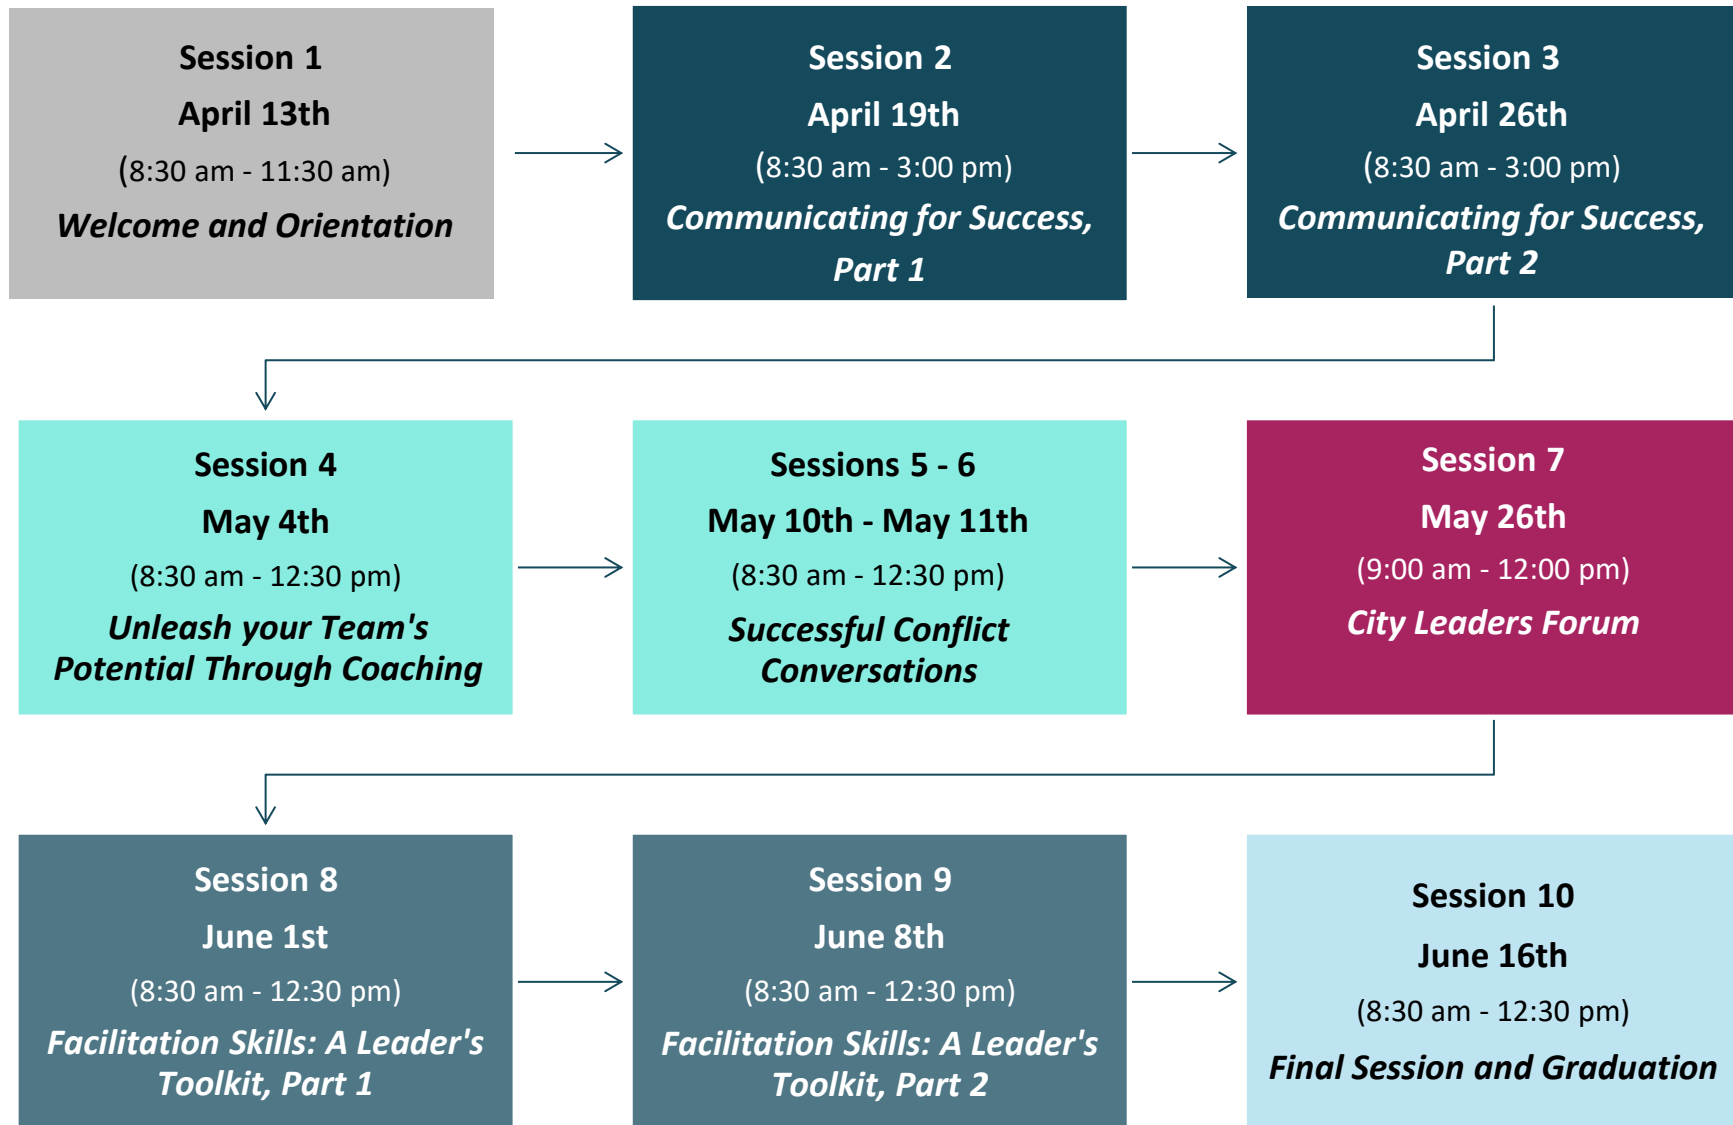 Session 1
April 13th
(8:30 am - 11:30 am)
Welcome and Orientation
Session 2
April 19th
(8:30 am - 3:00 pm)
Communicating for Success,
Part 1
Session 3
April 26th
(8:30 am - 3:00 pm)
Communicating for Success,
Part 2
Session 4
May 4th
(8:30 am - 12:30 pm)
Unleash your Team's
Potential Through Coaching
Sessions 5 - 6
May 10th - May 11th
(8:30 am - 12:30 pm)
Successful Conflict
Conversations
Session 7
May 26th
(9:00 am - 12:00 pm)
City Leaders Forum
Session 8
June 1st
(8:30 am - 12:30 pm)
Facilitation Skills: A Leader's
Toolkit, Part 1
Session 9
June 8th
(8:30 am - 12:30 pm)
Facilitation Skills: A Leader's
Toolkit, Part 2
Session 10
June 16th
(8:30 am - 12:30 pm)
Final Session and Graduation